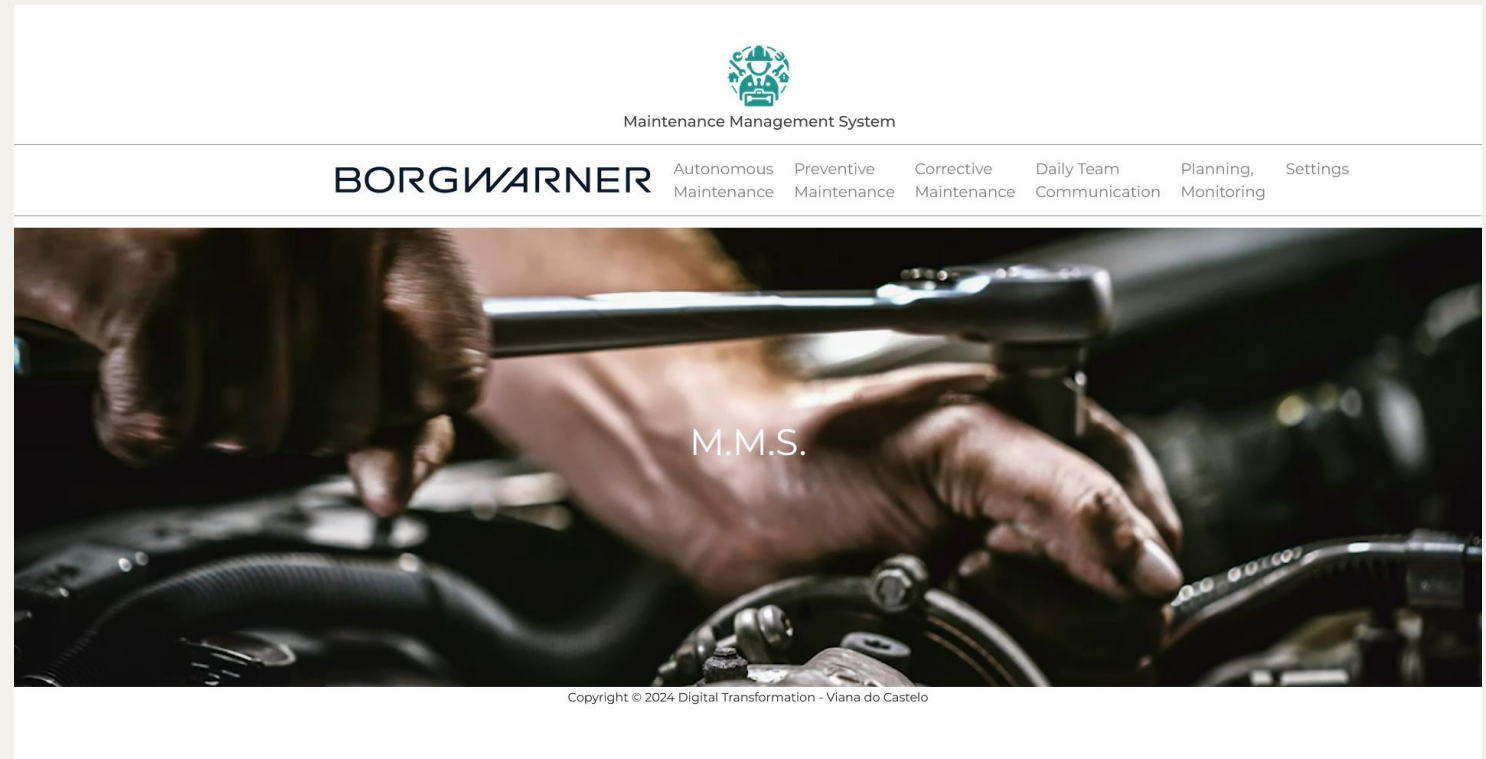 Maintenance Management System
BORGWARNER
Autonomous
Maintenance
Preventive
Maintenance
Corrective
Maintenance
Daily Team
Communication
Planning,
Monitoring
Settings
M.M.S.
Copyright © 2024 Digital Transformation - Viana do Castelo